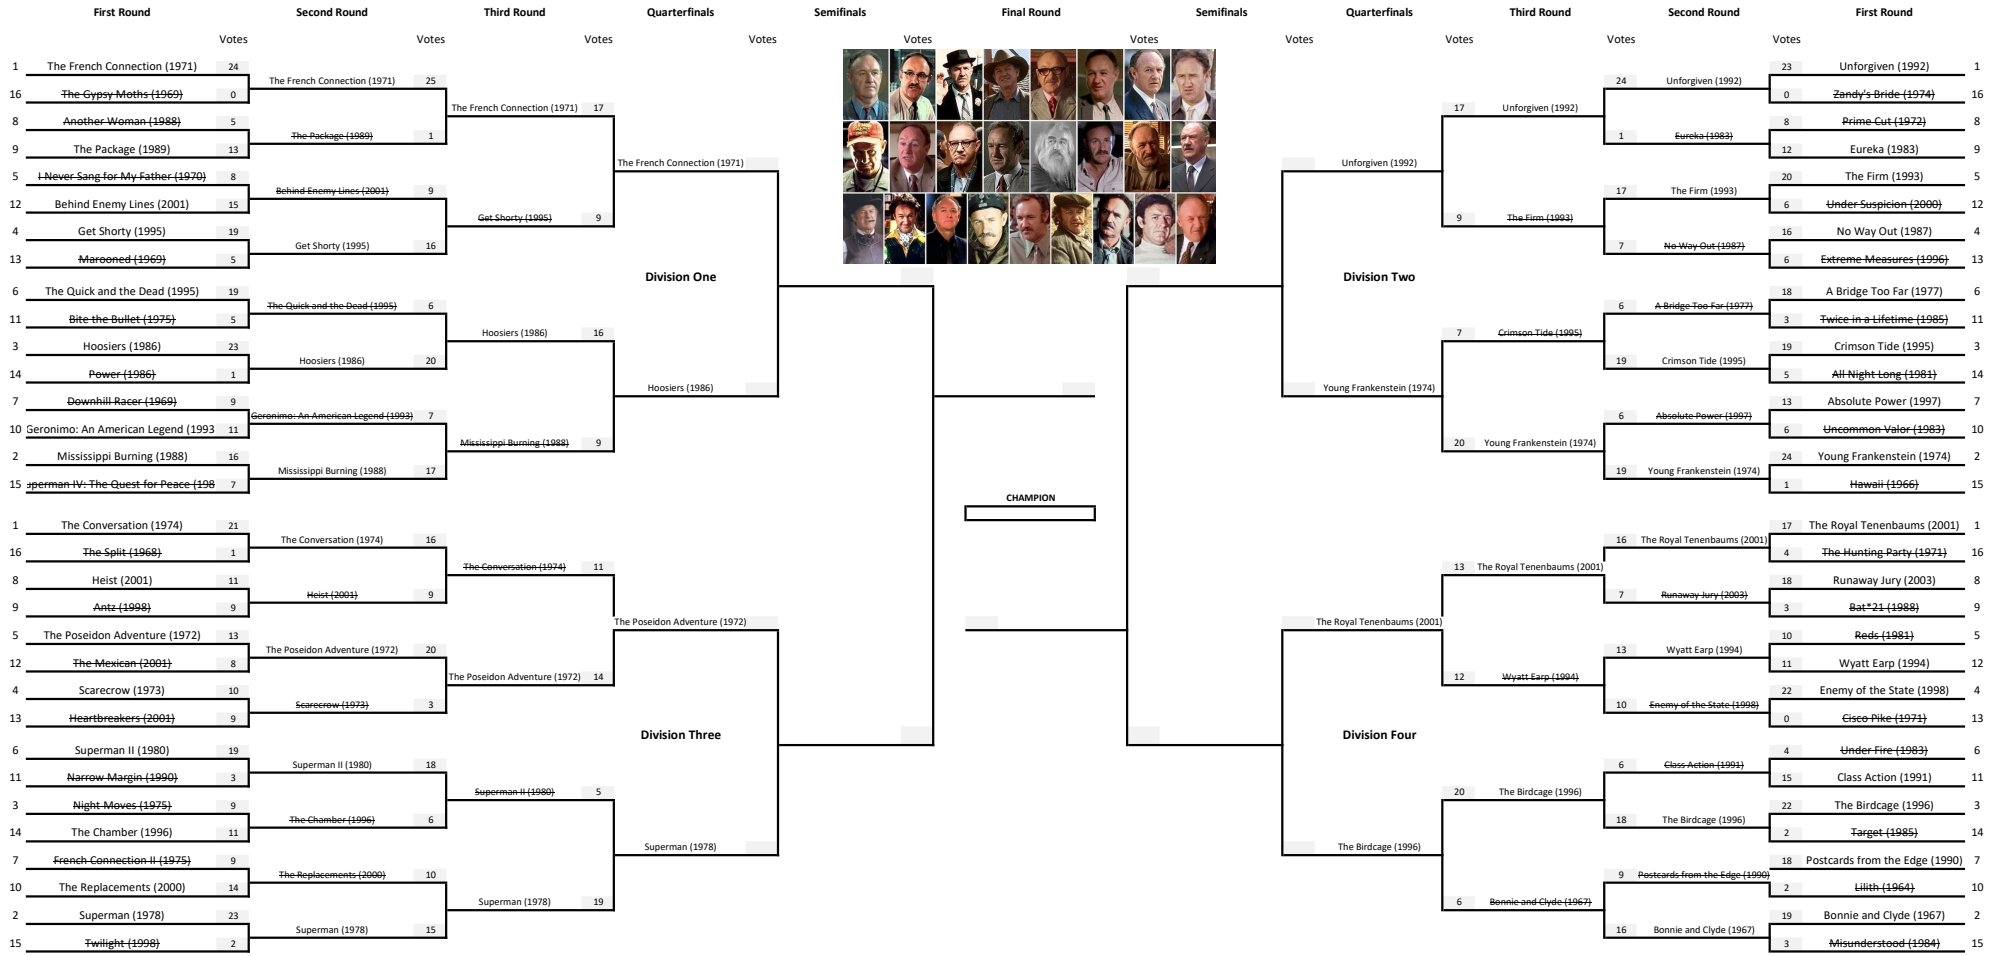 First Round Second Round Third Round Quarterfinals Semifinals Final Round Semifinals Quarterfinals Third Round Second Round First Round
Votes Votes Votes Votes Votes Votes Votes Votes Votes Votes
1 The French Connection (1971) 24
16 The Gypsy Moths (1969) 0
8 Another Woman (1988) 5
9 The Package (1989) 13
5 I Never Sang for My Father (1970) 8
12 Behind Enemy Lines (2001) 15
4 Get Shorty (1995) 19
13 Marooned (1969) 5
6 The Quick and the Dead (1995) 19
11 Bite the Bullet (1975) 5
3 Hoosiers (1986) 23
14 Power (1986) 1
7 Downhill Racer (1969) 9
10 Geronimo: An American Legend (1993 11
2 Mississippi Burning (1988) 16
15 uperman IV: The Quest for Peace (198 7
The French Connection (1971) 25
The Package (1989) 1
Behind Enemy Lines (2001) 9
Get Shorty (1995) 16
The Quick and the Dead (1995) 6
Hoosiers (1986) 20
Geronimo: An American Legend (1993) 7
Mississippi Burning (1988) 17
The French Connection (1971) 17
Get Shorty (1995) 9
Hoosiers (1986) 16
Mississippi Burning (1988) 9
The French Connection (1971)
Division One
Hoosiers (1986)
1 The Conversation (1974) 21
16 The Split (1968) 1
8 Heist (2001) 11
9 Antz (1998) 9
5 The Poseidon Adventure (1972) 13
12 The Mexican (2001) 8
4 Scarecrow (1973) 10
13 Heartbreakers (2001) 9
6 Superman II (1980) 19
11 Narrow Margin (1990) 3
3 Night Moves (1975) 9
14 The Chamber (1996) 11
7 French Connection II (1975) 9
10 The Replacements (2000) 14
2 Superman (1978) 23
15 Twilight (1998) 2
The Conversation (1974) 16
Heist (2001) 9
The Poseidon Adventure (1972) 20
Scarecrow (1973) 3
Superman II (1980) 18
The Chamber (1996) 6
The Replacements (2000) 10
Superman (1978) 15
The Conversation (1974) 11
The Poseidon Adventure (1972) 14
Superman II (1980) 5
Superman (1978) 19
The Poseidon Adventure (1972)
Division Three
Superman (1978)
CHAMPION
Unforgiven (1992)
Division Two
Young Frankenstein (1974)
17 Unforgiven (1992)
9 The Firm (1993)
7 Crimson Tide (1995)
20 Young Frankenstein (1974)
24 Unforgiven (1992)
1 Eureka (1983)
17 The Firm (1993)
7 No Way Out (1987)
6 A Bridge Too Far (1977)
19 Crimson Tide (1995)
6 Absolute Power (1997)
19 Young Frankenstein (1974)
23 Unforgiven (1992) 1
0 Zandy's Bride (1974) 16
8 Prime Cut (1972) 8
12 Eureka (1983) 9
20 The Firm (1993) 5
6 Under Suspicion (2000) 12
16 No Way Out (1987) 4
6 Extreme Measures (1996) 13
18 A Bridge Too Far (1977) 6
3 Twice in a Lifetime (1985) 11
19 Crimson Tide (1995) 3
5 All Night Long (1981) 14
13 Absolute Power (1997) 7
6 Uncommon Valor (1983) 10
24 Young Frankenstein (1974) 2
1 Hawaii (1966) 15
The Royal Tenenbaums (2001)
Division Four
The Birdcage (1996)
13 The Royal Tenenbaums (2001)
12 Wyatt Earp (1994)
20 The Birdcage (1996)
6 Bonnie and Clyde (1967)
16 The Royal Tenenbaums (2001)
7 Runaway Jury (2003)
13 Wyatt Earp (1994)
10 Enemy of the State (1998)
6 Class Action (1991)
18 The Birdcage (1996)
9 Postcards from the Edge (1990)
16 Bonnie and Clyde (1967)
17 The Royal Tenenbaums (2001) 1
4 The Hunting Party (1971) 16
18 Runaway Jury (2003) 8
3 Bat*21 (1988) 9
10 Reds (1981) 5
11 Wyatt Earp (1994) 12
22 Enemy of the State (1998) 4
0 Cisco Pike (1971) 13
4 Under Fire (1983) 6
15 Class Action (1991) 11
22 The Birdcage (1996) 3
2 Target (1985) 14
18 Postcards from the Edge (1990) 7
2 Lilith (1964) 10
19 Bonnie and Clyde (1967) 2
3 Misunderstood (1984) 15